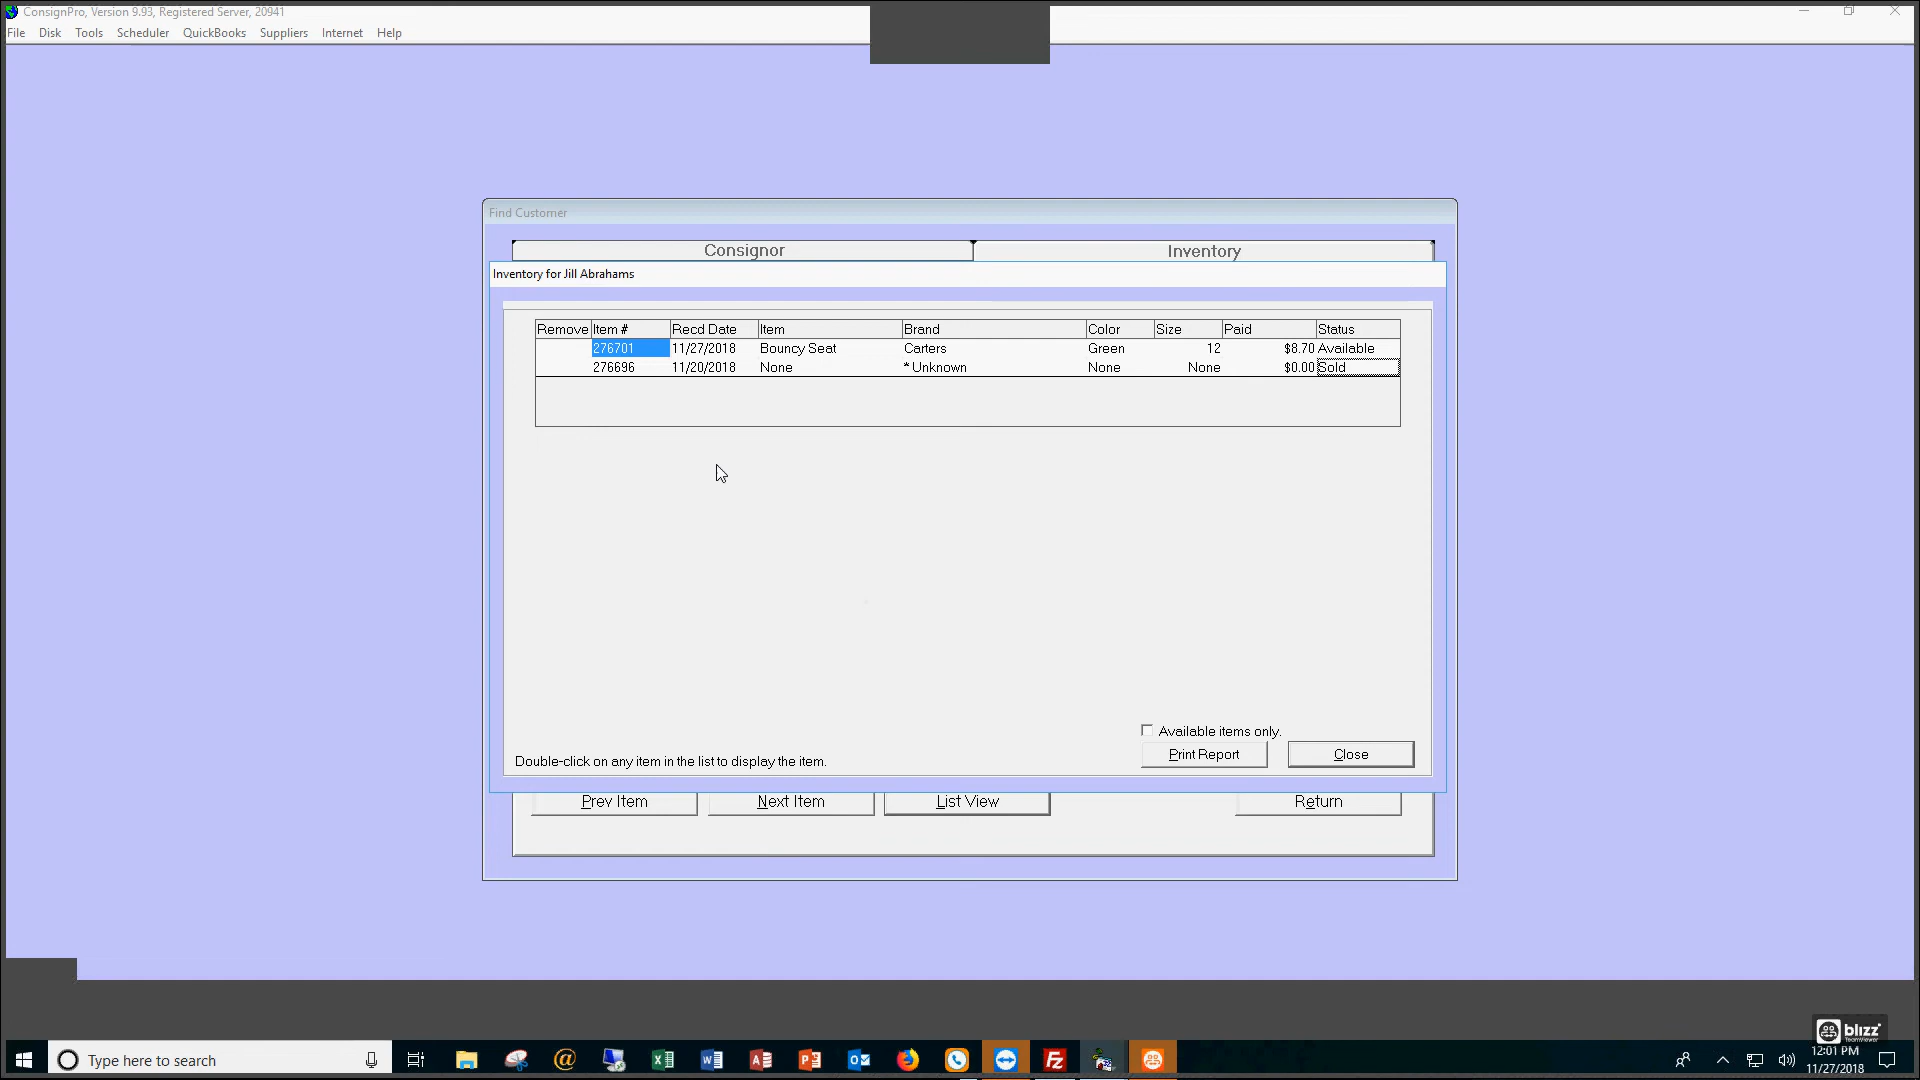 ConsignPro, Version 9.93, Registered Server, 20941
File Disk Tools Scheduler QuickBooks Suppliers Internet Help
Find Customer
Consignor Inventory
Inventory for Jill Abrahams
Remove Item # Recd Date Item Brand Color Size Paid Status
276701 11/27/2018 Bouncy Seat Carters Green 12 $8.70 Available
276696 11/20/2018 None * Unknown None None $0.00 Sold
Available items only.
Double-click on any item in the list to display the item.
Print Report Close
Prev Item Next Item List View Return
blizz
TeamViewer
Type here to search
12:01 PM
11/27/2018